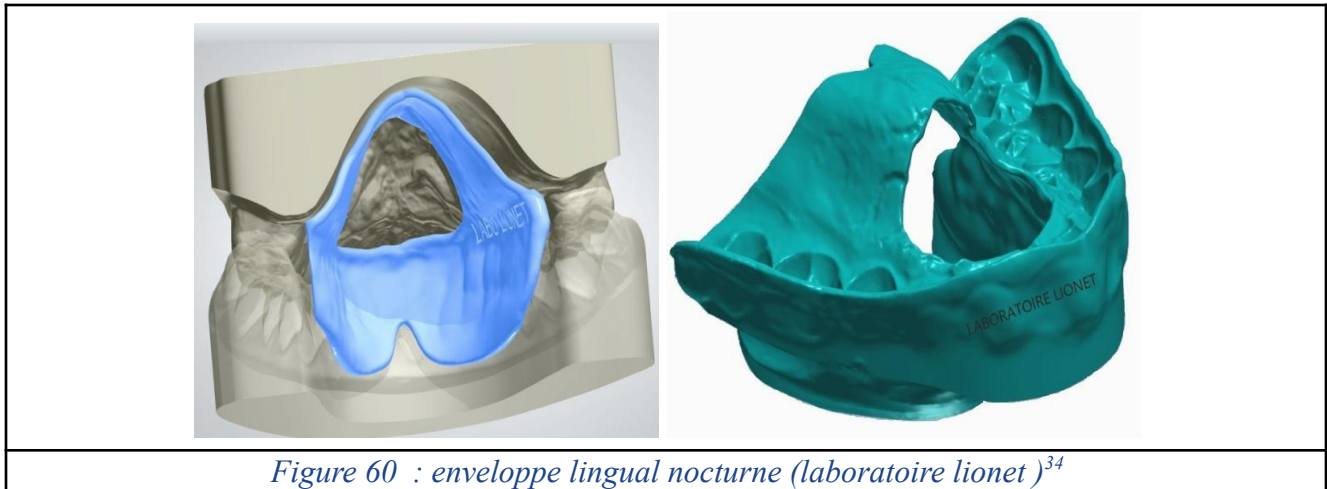 LABO LIONET
LABORATOIRE LIONET
Figure 60 : enveloppe lingual nocturne (laboratoire lionet )34